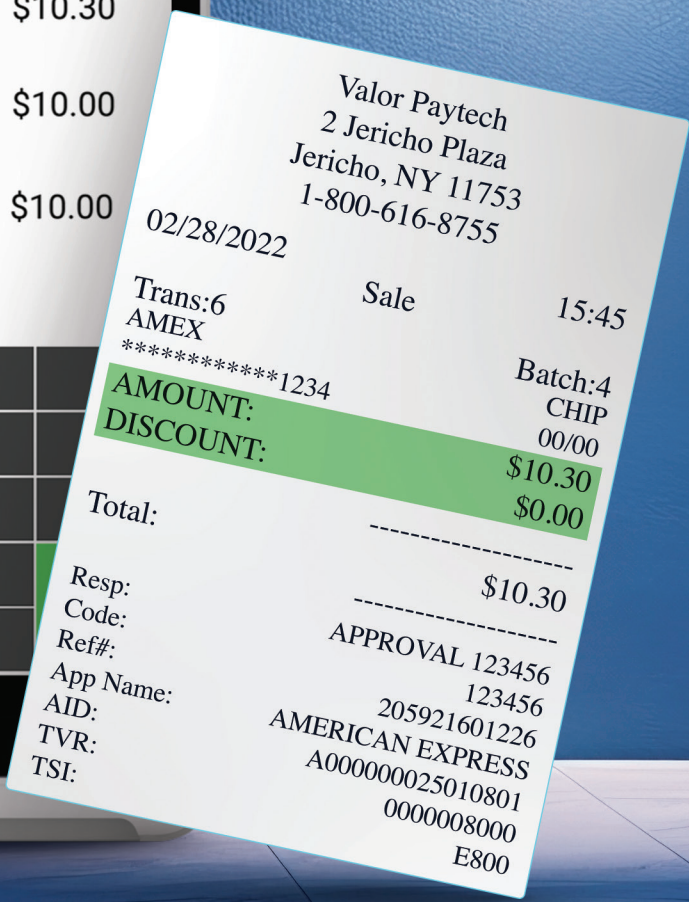 $10.30
$10.00
$10.00
Valor Paytech
2 Jericho Plaza
Jericho, NY 11753
1-800-616-8755
02/28/2022
Sale 15:45
Trans:6 Batch:4
AMEX CHIP
************1234 00/00
AMOUNT: $10.30
DISCOUNT: $0.00
--------------------
Total: $10.30
--------------------
Resp: APPROVAL 123456
Code: 123456
Ref#: 205921601226
App Name: AMERICAN EXPRESS
AID: A000000025010801
TVR: 0000008000
TSI: E800